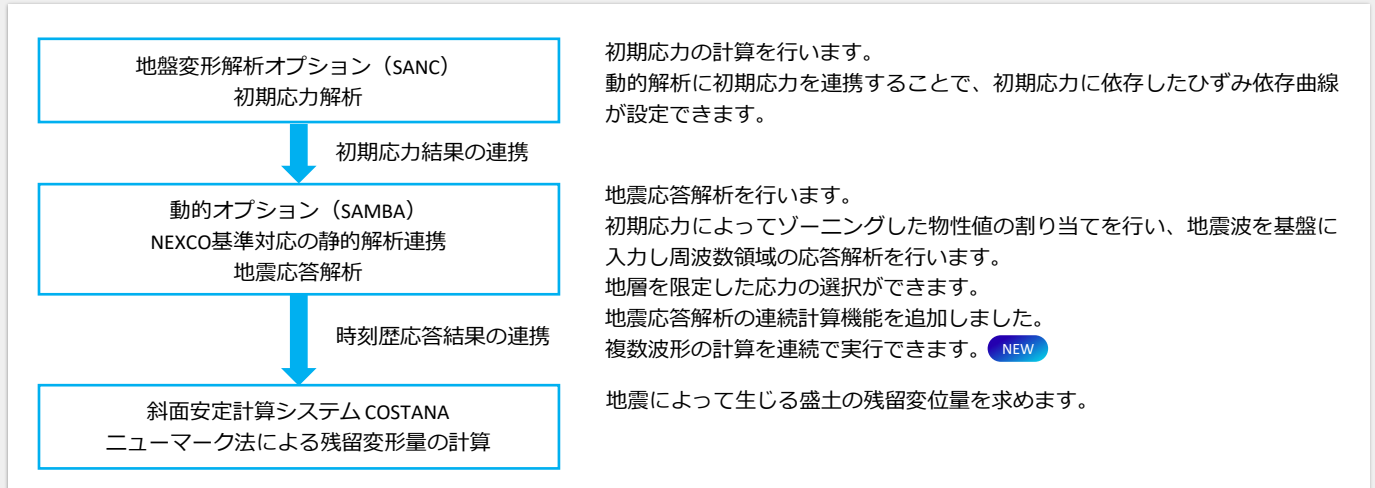 地盤変形解析オプション（SANC）
初期応力解析
初期応力の計算を行います。
動的解析に初期応力を連携することで、初期応力に依存したひずみ依存曲線
が設定できます。
初期応力結果の連携
動的オプション（SAMBA）
NEXCO基準対応の静的解析連携
地震応答解析
地震応答解析を行います。
初期応力によってゾーニングした物性値の割り当てを行い、地震波を基盤に
入力し周波数領域の応答解析を行います。
地層を限定した応力の選択ができます。
地震応答解析の連続計算機能を追加しました。
複数波形の計算を連続で実行できます。 NEW
時刻歴応答結果の連携
斜面安定計算システム COSTANA
ニューマーク法による残留変形量の計算
地震によって生じる盛土の残留変位量を求めます。